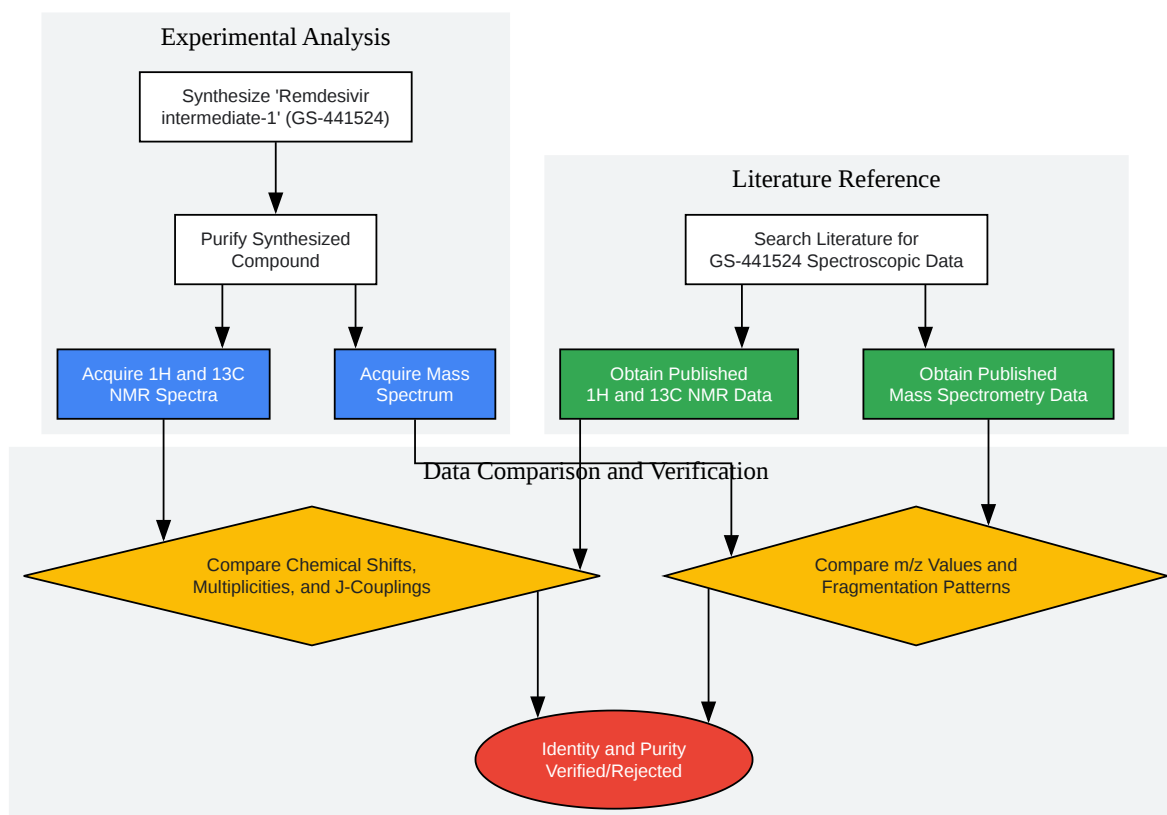 Experimental Analysis
Synthesize 'Remdesivir
intermediate-1' (GS-441524)
Purify Synthesized
Compound
Acquire 1H and 13C
NMR Spectra
Acquire Mass
Spectrum
Literature Reference
Search Literature for
GS-441524 Spectroscopic Data
Obtain Published
1H and 13C NMR Data
Obtain Published
Mass Spectrometry Data
Data Comparison and Verification
Compare Chemical Shifts,
Multiplicities, and J-Couplings
Compare m/z Values and
Fragmentation Patterns
Identity and Purity
Verified/Rejected